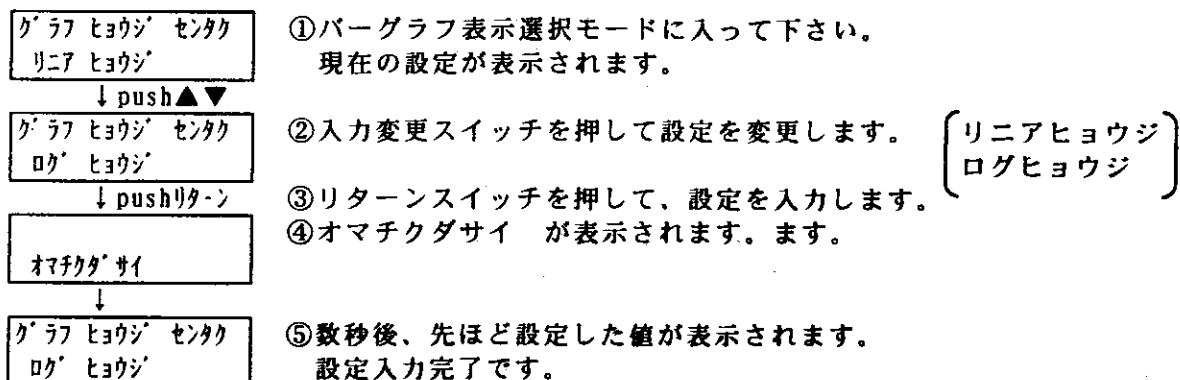 グラフ ヒョウジ センタク
リニア ヒョウジ
①バーグラフ表示選択モードに入って下さい。
現在の設定が表示されます。
↓push▲▼
グラフ ヒョウジ センタク
ログ ヒョウジ
②入力変更スイッチを押して設定を変更します。
リニアヒョウジ
ログヒョウジ
↓pushリターン
③リターンスイッチを押して、設定を入力します。
④オマチクダサイ が表示されます。ます。
オマチクダサイ
↓
グラフ ヒョウジ センタク
ログ ヒョウジ
⑤数秒後、先ほど設定した値が表示されます。
設定入力完了です。